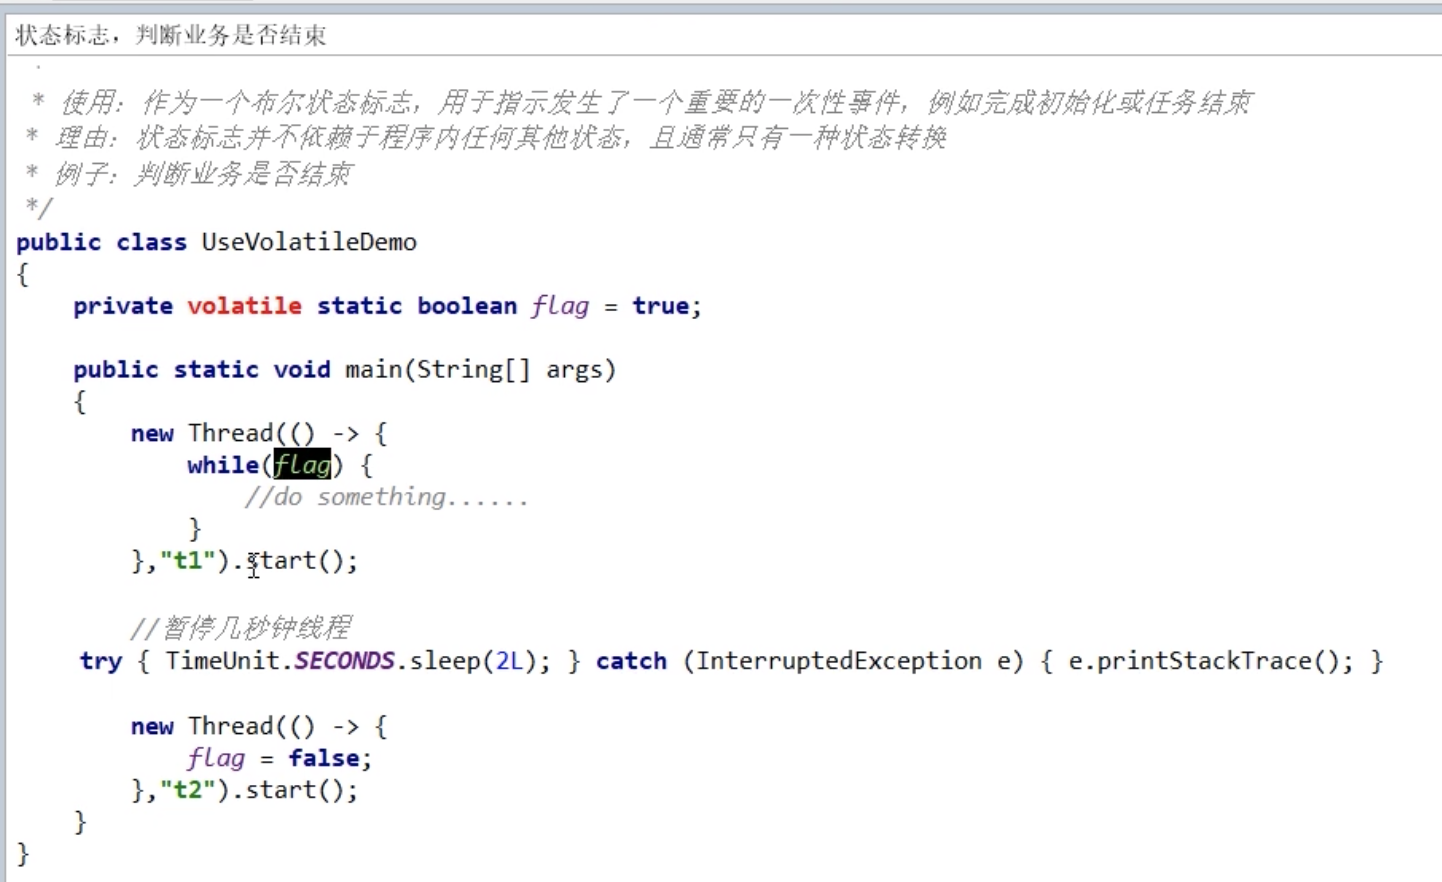 状态标志，判断业务是否结束
* 使用：作为一个布尔状态标志，用于指示发生了一个重要的一次性事件，例如完成初始化或任务结束
* 理由：状态标志并不依赖于程序内任何其他状态，且通常只有一种状态转换
* 例子：判断业务是否结束
*/
public class UseVolatileDemo
{
private volatile static boolean flag = true;
public static void main(String[] args)
{
new Thread(() -> {
while(flag) {
//do something......
}
},"t1").start();
//暂停几秒钟线程
try { TimeUnit.SECONDS.sleep(2L); } catch (InterruptedException e) { e.printStackTrace(); }
new Thread(() -> {
flag = false;
},"t2").start();
}
}